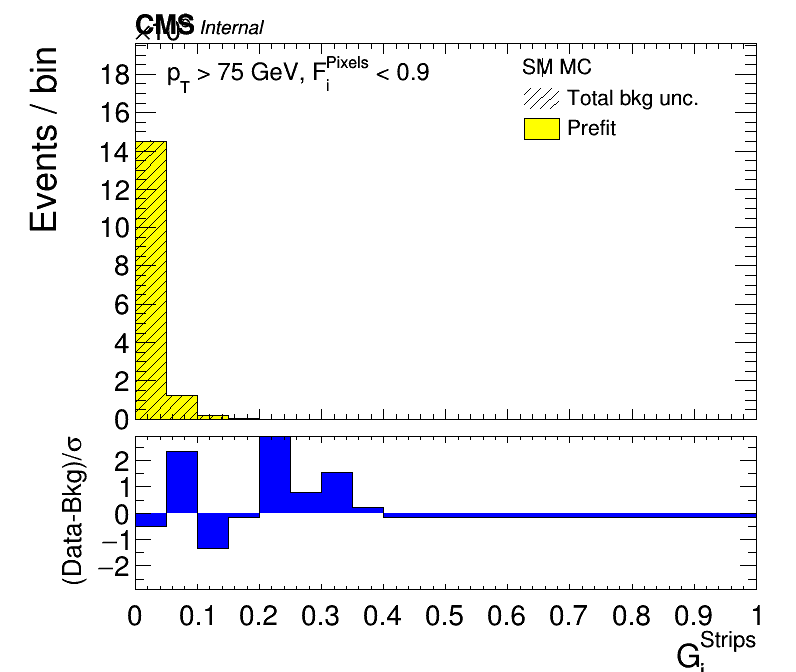 CMS Internal
Events / bin
p_T > 75 GeV, F_i^Pixels < 0.9
SM MC
Total bkg unc.
Prefit
18
16
14
12
10
8
6
4
2
0
(Data-Bkg)/σ
2
1
0
−1
−2
0 0.1 0.2 0.3 0.4 0.5 0.6 0.7 0.8 0.9 1
G_i^Strips